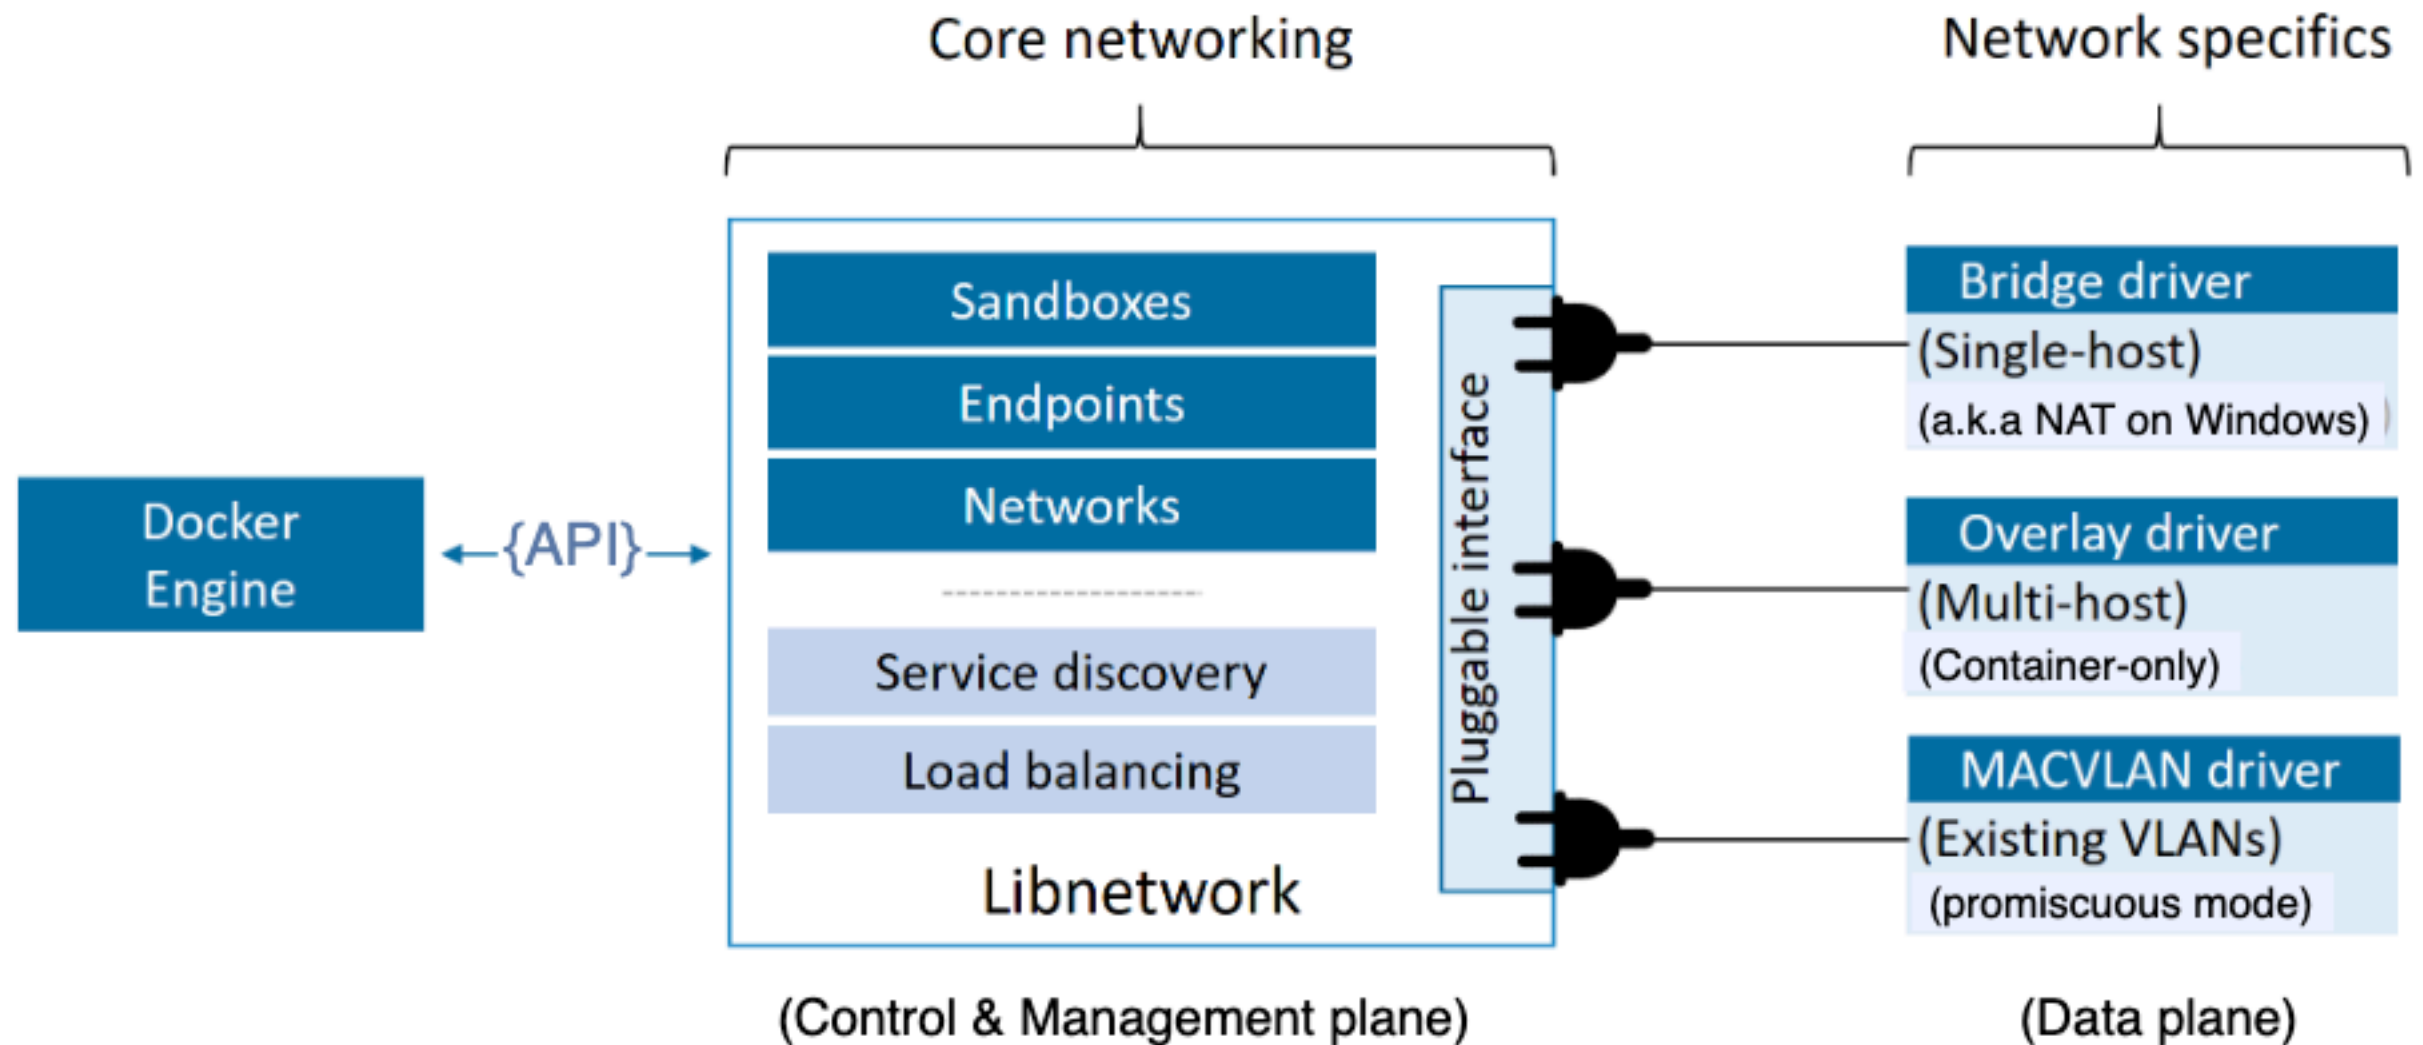 Core networking
Network specifics
Docker
Engine
{API}
Sandboxes
Endpoints
Networks
Service discovery
Load balancing
Libnetwork
Pluggable interface
Bridge driver
(Single-host)
(a.k.a NAT on Windows)
Overlay driver
(Multi-host)
(Container-only)
MACVLAN driver
(Existing VLANs)
(promiscuous mode)
(Control & Management plane)
(Data plane)